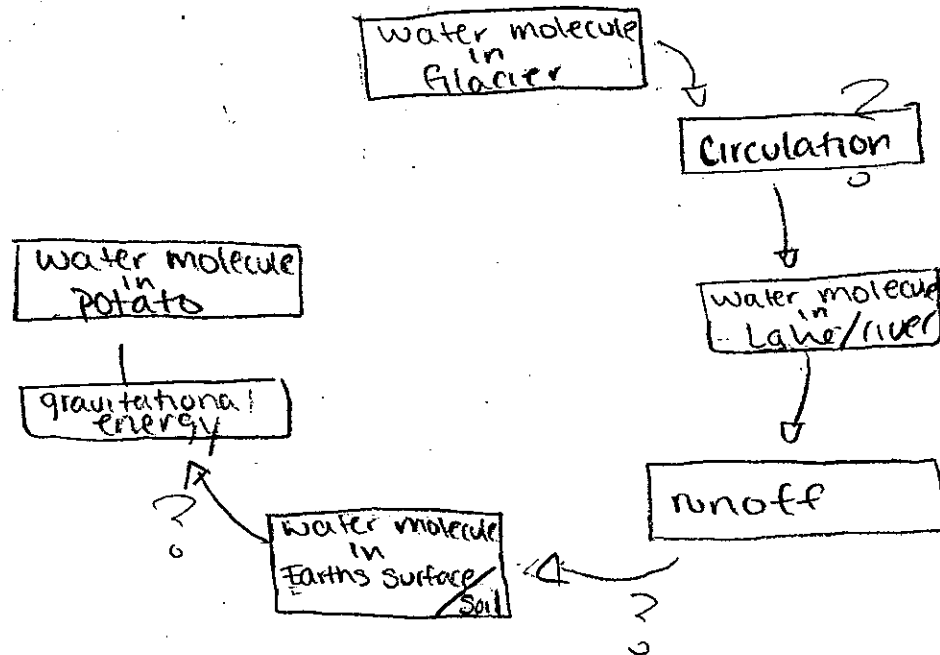 water molecule
in
Glacier
?
Circulation
water molecule
in
Lake/river
runoff
?
water molecule
in
Earths surface
/soil
?
gravitational
energy
water molecule
in
potato